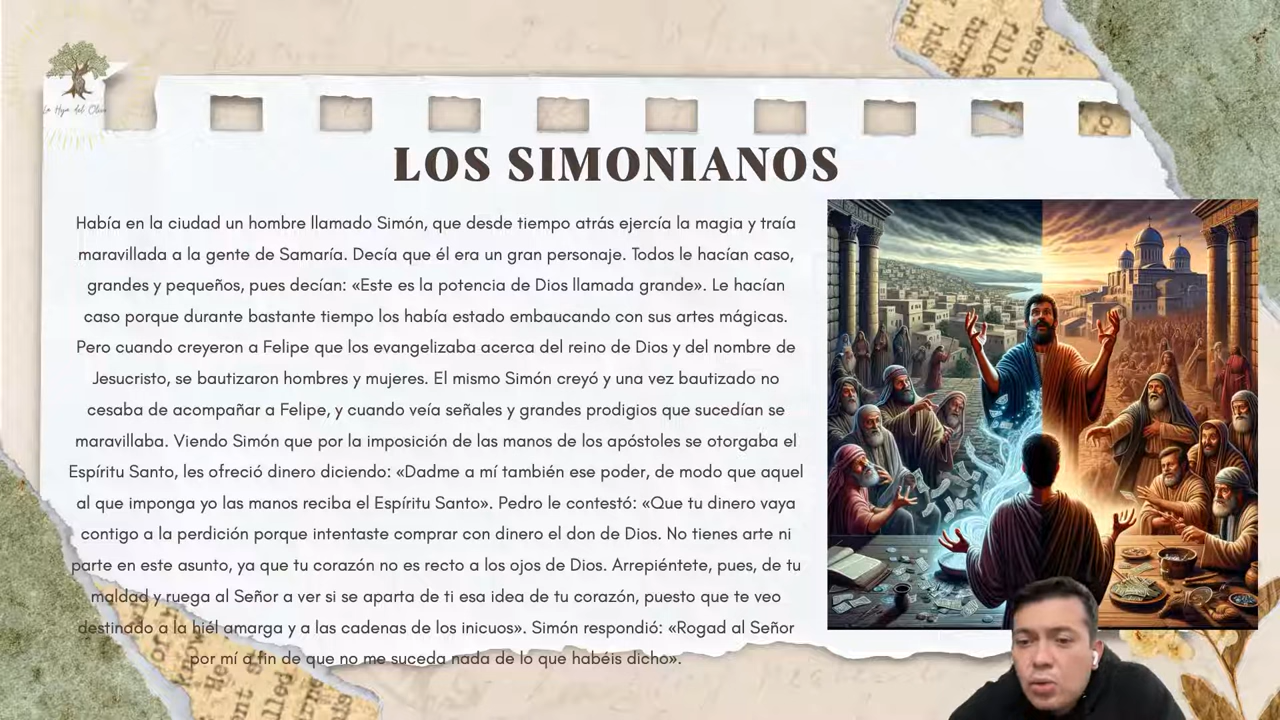 La Hija del Olivo
LOS SIMONIANOS
Había en la ciudad un hombre llamado Simón, que desde tiempo atrás ejercía la magia y traía
maravillada a la gente de Samaría. Decía que él era un gran personaje. Todos le hacían caso,
grandes y pequeños, pues decían: «Este es la potencia de Dios llamada grande». Le hacían
caso porque durante bastante tiempo los había estado embaucando con sus artes mágicas.
Pero cuando creyeron a Felipe que los evangelizaba acerca del reino de Dios y del nombre de
Jesucristo, se bautizaron hombres y mujeres. El mismo Simón creyó y una vez bautizado no
cesaba de acompañar a Felipe, y cuando veía señales y grandes prodigios que sucedían se
maravillaba. Viendo Simón que por la imposición de las manos de los apóstoles se otorgaba el
Espíritu Santo, les ofreció dinero diciendo: «Dadme a mí también ese poder, de modo que aquel
al que imponga yo las manos reciba el Espíritu Santo». Pedro le contestó: «Que tu dinero vaya
contigo a la perdición porque intentaste comprar con dinero el don de Dios. No tienes arte ni
parte en este asunto, ya que tu corazón no es recto a los ojos de Dios. Arrepiéntete, pues, de tu
maldad y ruega al Señor a ver si se aparta de ti esa idea de tu corazón, puesto que te veo
destinado a la hiel amarga y a las cadenas de los inicuos». Simón respondió: «Rogad al Señor
por mí a fin de que no me suceda nada de lo que habéis dicho».